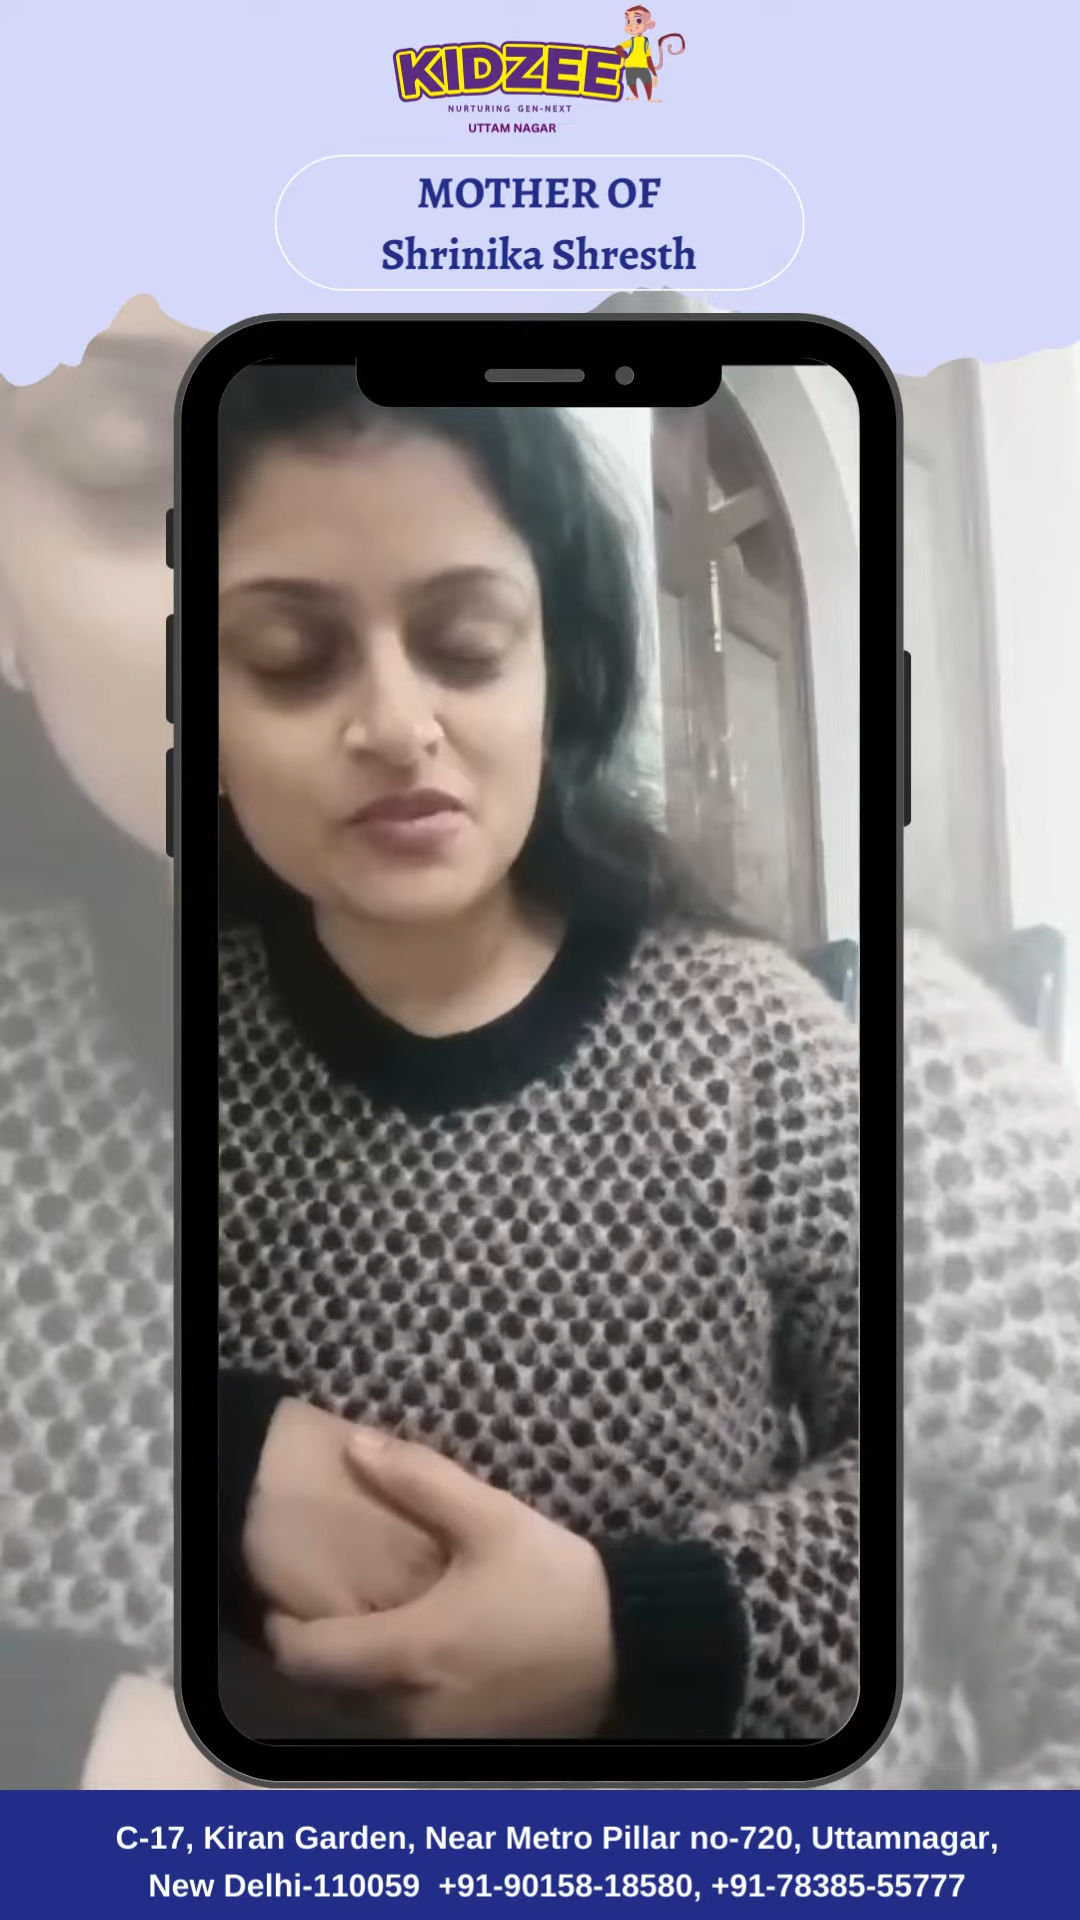 KIDZEE
NURTURING GEN-NEXT
UTTAM NAGAR
MOTHER OF
Shrinika Shresth
C-17, Kiran Garden, Near Metro Pillar no-720, Uttamnagar,
New Delhi-110059 +91-90158-18580, +91-78385-55777